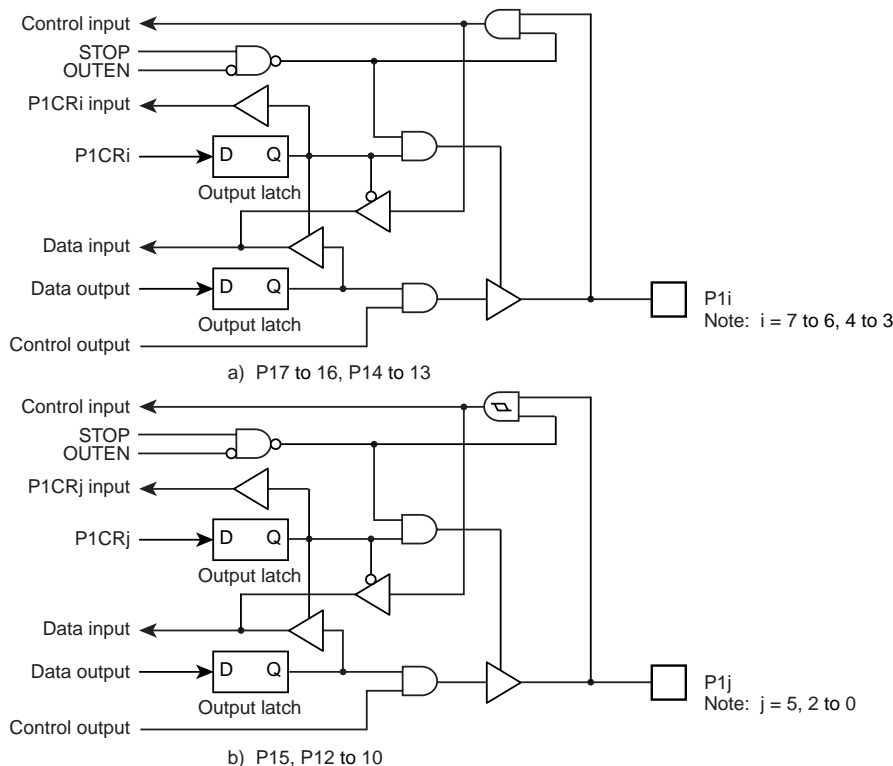 Control input
STOP
OUTEN
P1CRi input
P1CRi
D Q
Output latch
Data input
Data output
D Q
Output latch
Control output
P1i
Note: i = 7 to 6, 4 to 3
a) P17 to 16, P14 to 13
Control input
STOP
OUTEN
P1CRj input
P1CRj
D Q
Output latch
Data input
Data output
D Q
Output latch
Control output
P1j
Note: j = 5, 2 to 0
b) P15, P12 to 10